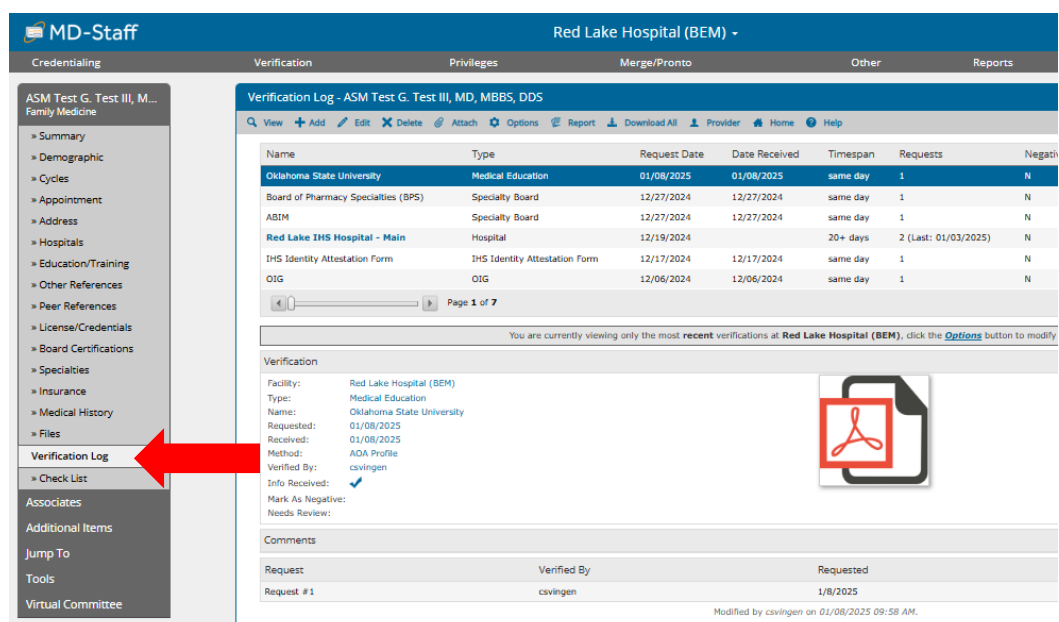 MD-Staff
Red Lake Hospital (BEM)
Credentialing Verification Privileges Merge/Pronto Other Reports
ASM Test G. Test III, M...
Family Medicine
» Summary
» Demographic
» Cycles
» Appointment
» Address
» Hospitals
» Education/Training
» Other References
» Peer References
» License/Credentials
» Board Certifications
» Specialties
» Insurance
» Medical History
» Files
Verification Log
» Check List
Associates
Additional Items
Jump To
Tools
Virtual Committee
Verification Log - ASM Test G. Test III, MD, MBBS, DDS
View Add Edit Delete Attach Options Report Download All Provider Home Help
Name Type Request Date Date Received Timespan Requests Negativ
Oklahoma State University Medical Education 01/08/2025 01/08/2025 same day 1 N
Board of Pharmacy Specialties (BPS) Specialty Board 12/27/2024 12/27/2024 same day 1 N
ABIM Specialty Board 12/27/2024 12/27/2024 same day 1 N
Red Lake IHS Hospital - Main Hospital 12/19/2024 20+ days 2 (Last: 01/03/2025) N
IHS Identity Attestation Form IHS Identity Attestation Form 12/17/2024 12/17/2024 same day 1 N
OIG OIG 12/06/2024 12/06/2024 same day 1 N
Page 1 of 7
You are currently viewing only the most recent verifications at Red Lake Hospital (BEM), click the Options button to modify
Verification
Facility: Red Lake Hospital (BEM)
Type: Medical Education
Name: Oklahoma State University
Requested: 01/08/2025
Received: 01/08/2025
Method: AOA Profile
Verified By: csvingen
Info Received:
Mark As Negative:
Needs Review:
Comments
Request Verified By Requested
Request #1 csvingen 1/8/2025
Modified by csvingen on 01/08/2025 09:58 AM.